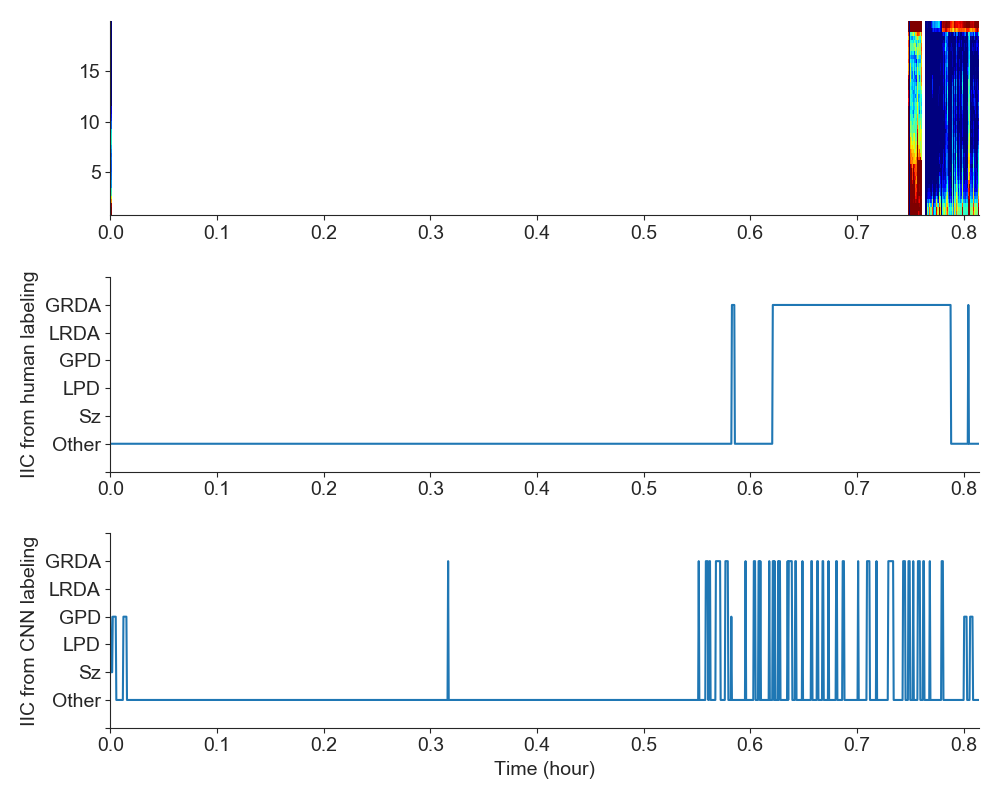 15
10
5
0.0 0.1 0.2 0.3 0.4 0.5 0.6 0.7 0.8
IIC from human labeling
GRDA
LRDA
GPD
LPD
Sz
Other
0.0 0.1 0.2 0.3 0.4 0.5 0.6 0.7 0.8
IIC from CNN labeling
GRDA
LRDA
GPD
LPD
Sz
Other
0.0 0.1 0.2 0.3 0.4 0.5 0.6 0.7 0.8
Time (hour)